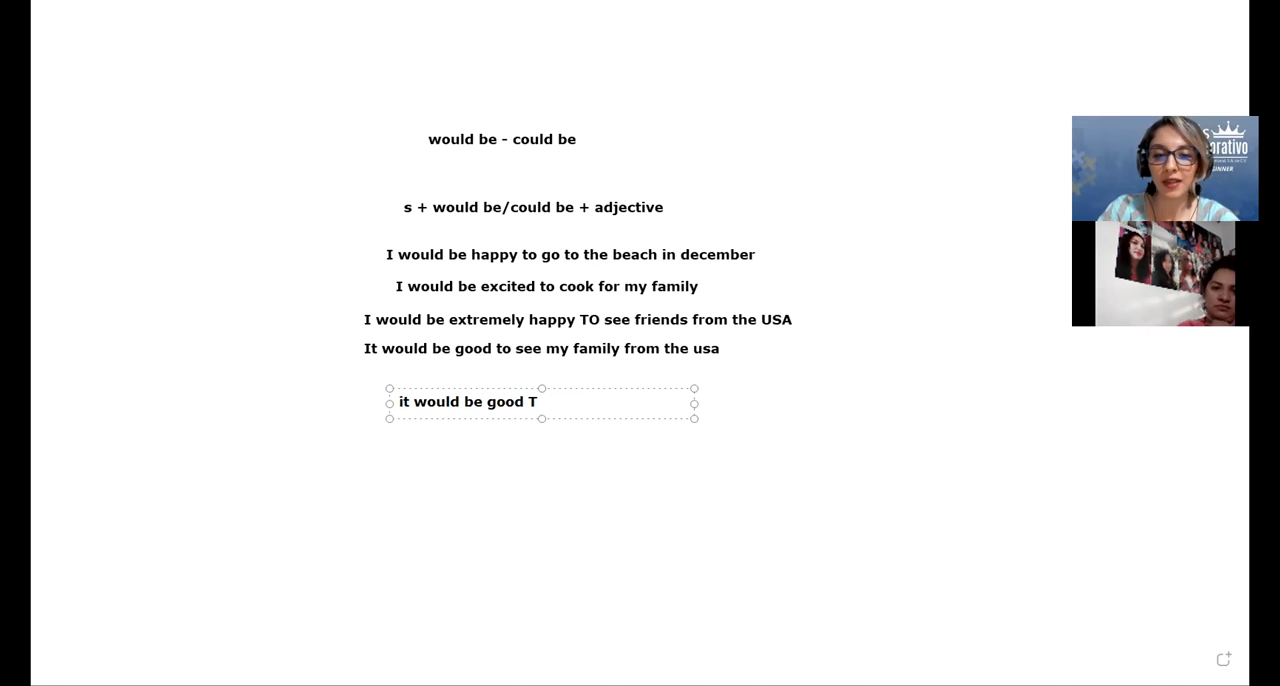 would be - could be
s + would be/could be + adjective
I would be happy to go to the beach in december
I would be excited to cook for my family
I would be extremely happy TO see friends from the USA
It would be good to see my family from the usa
it would be good T
orativo
UNNER